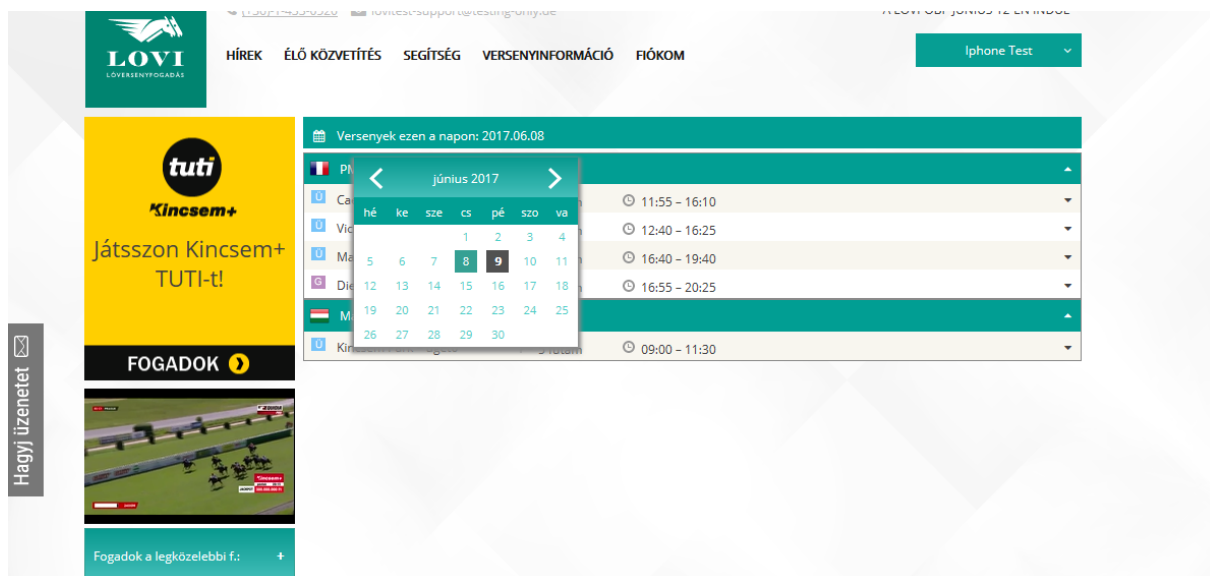 LOVI
LÓVERSENYFOGADÁS
HÍREK ÉLŐ KÖZVETÍTÉS SEGÍTSÉG VERSENYINFORMÁCIÓ FIÓKOM
Iphone Test
tuti
Kincsem+
Játsszon Kincsem+
TUTI-t!
FOGADOK
Hagyj üzenetet
Fogadok a legközelebbi f.: +
Versenyek ezen a napon: 2017.06.08
június 2017
hé ke sze cs pé szo va
1 2 3 4
5 6 7 8 9 10 11
12 13 14 15 16 17 18
19 20 21 22 23 24 25
26 27 28 29 30
Ü 11:55 – 16:10
Ü 12:40 – 16:25
Ü 16:40 – 19:40
G 16:55 – 20:25
Ü 09:00 – 11:30